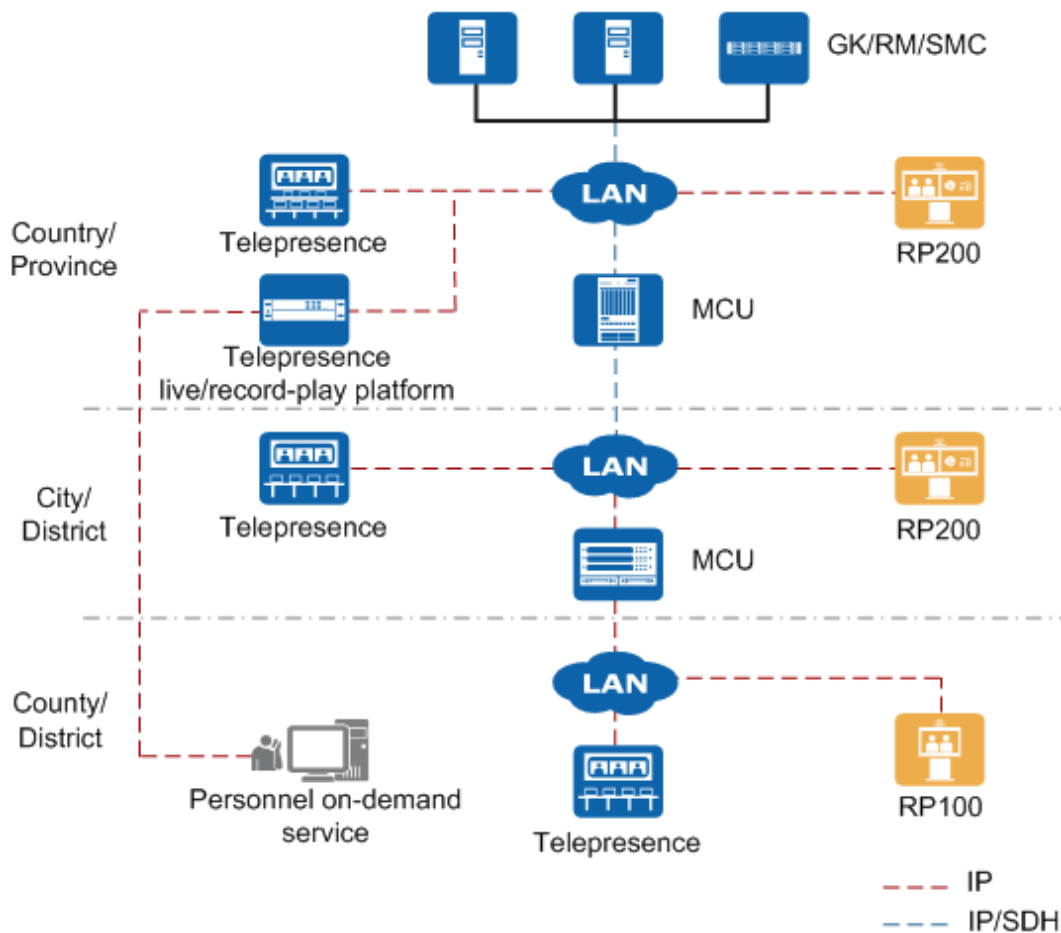 GK/RM/SMC
LAN
Telepresence
RP200
Country/
Province
MCU
Telepresence
live/record-play platform
LAN
Telepresence
RP200
City/
District
MCU
LAN
County/
District
Personnel on-demand
service
Telepresence
RP100
IP
IP/SDH